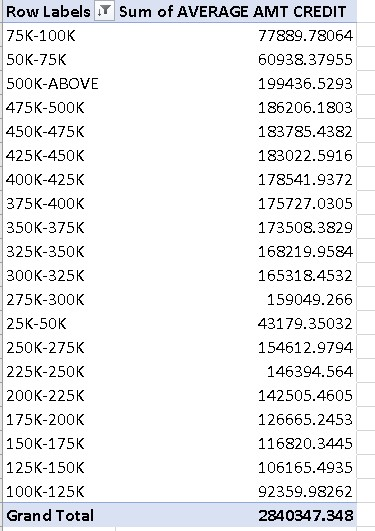 Row Labels Sum of AVERAGE AMT CREDIT
75K-100K 77889.78064
50K-75K 60938.37955
500K-ABOVE 199436.5293
475K-500K 186206.1803
450K-475K 183785.4382
425K-450K 183022.5916
400K-425K 178541.9372
375K-400K 175727.0305
350K-375K 173508.3829
325K-350K 168219.9584
300K-325K 165318.4532
275K-300K 159049.266
25K-50K 43179.35032
250K-275K 154612.9794
225K-250K 146394.564
200K-225K 142505.4605
175K-200K 126665.2453
150K-175K 116820.3445
125K-150K 106165.4935
100K-125K 92359.98262
Grand Total 2840347.348